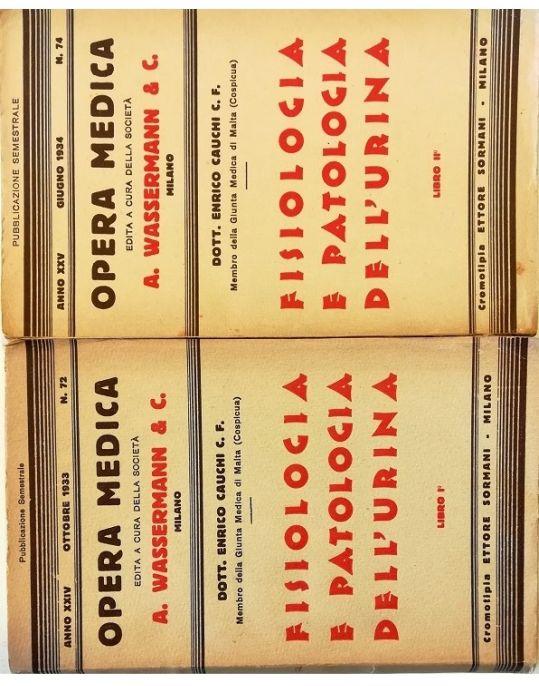 Pubblicazione Semestrale
ANNO XXIV OTTOBRE 1933 N. 72
OPERA MEDICA
EDITA A CURA DELLA SOCIETÀ
A. WASSERMANN & C.
MILANO
DOTT. ENRICO CAUCHI C. F.
Membro della Giunta Medica di Malta (Cospicua)
FISIOLOGIA
E PATOLOGIA
DELL'URINA
LIBRO Iº
Cromotipia ETTORE SORMANI - MILANO
PUBBLICAZIONE SEMESTRALE
ANNO XXV GIUGNO 1934 N. 74
OPERA MEDICA
EDITA A CURA DELLA SOCIETÀ
A. WASSERMANN & C.
MILANO
DOTT. ENRICO CAUCHI C. F.
Membro della Giunta Medica di Malta (Cospicua)
FISIOLOGIA
E PATOLOGIA
DELL'URINA
LIBRO IIº
Cromotipia ETTORE SORMANI - MILANO